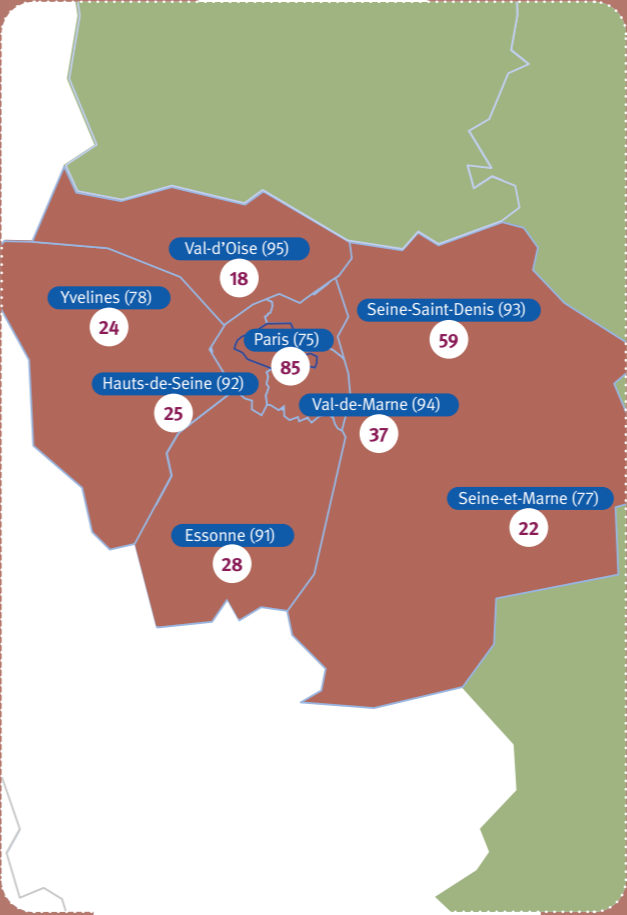 Val-d'Oise (95)
18
Yvelines (78)
24
Seine-Saint-Denis (93)
59
Paris (75)
85
Hauts-de-Seine (92)
25
Val-de-Marne (94)
37
Seine-et-Marne (77)
22
Essonne (91)
28